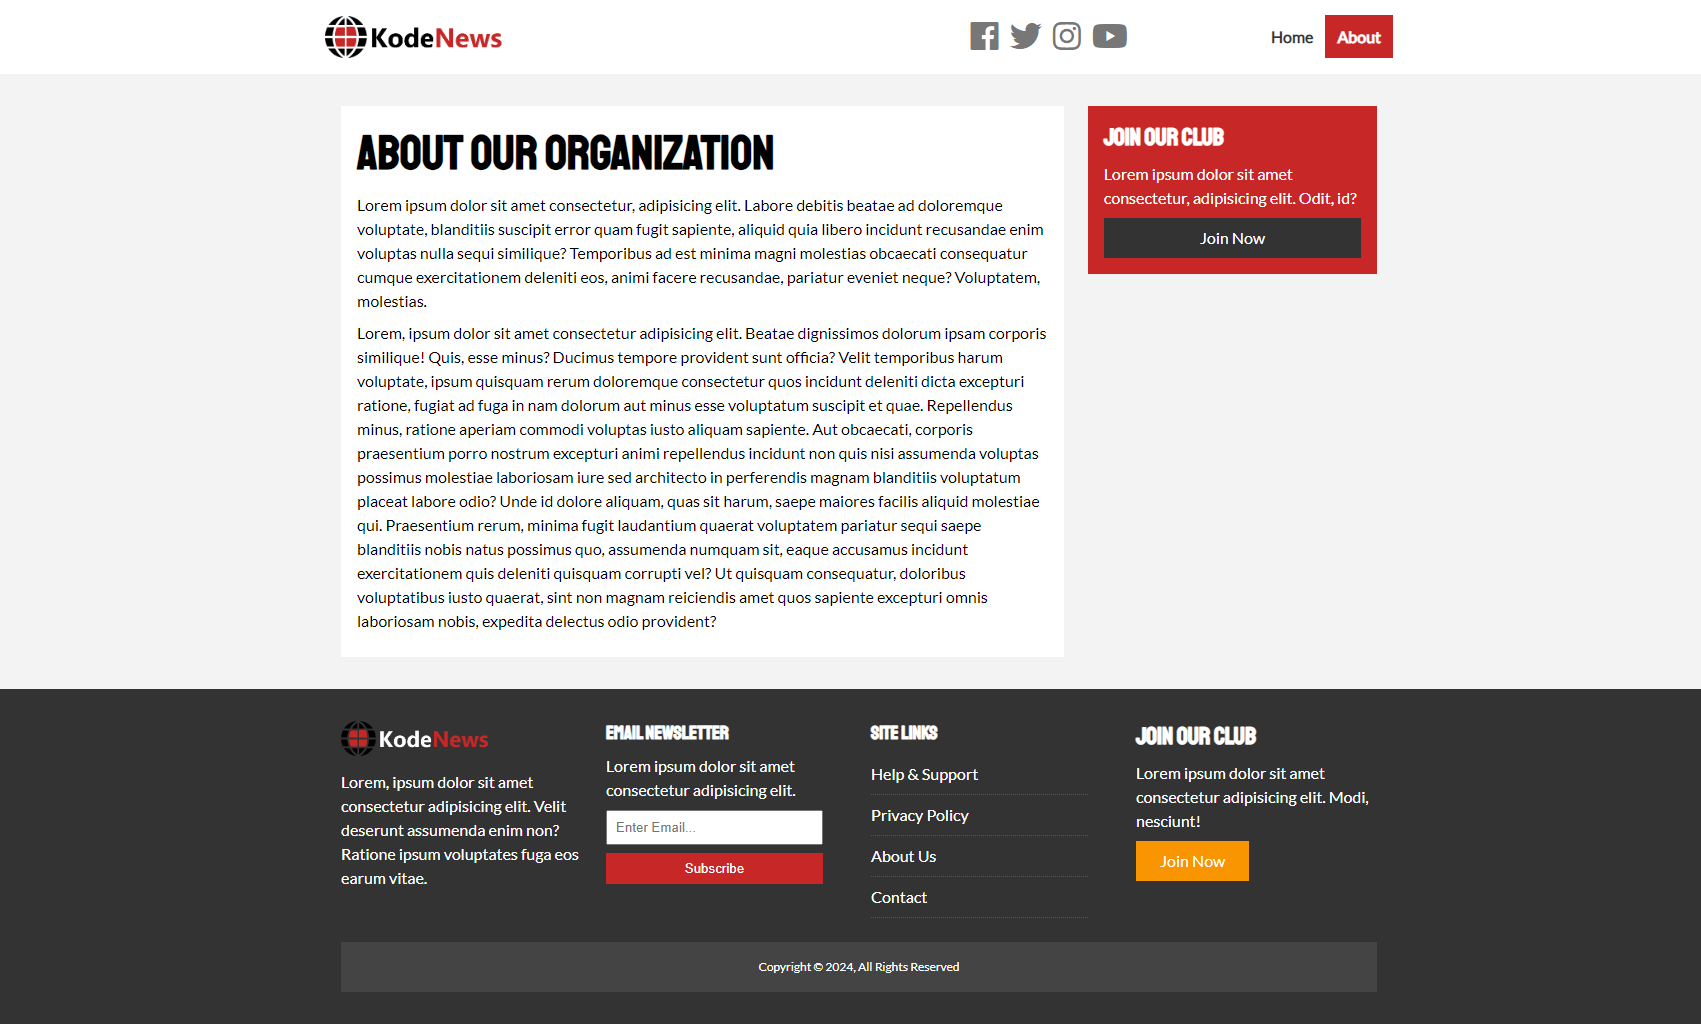 KodeNews
Home
About
ABOUT OUR ORGANIZATION
Lorem ipsum dolor sit amet consectetur, adipisicing elit. Labore debitis beatae ad doloremque
voluptate, blanditiis suscipit error quam fugit sapiente, aliquid quia libero incidunt recusandae enim
voluptas nulla sequi similique? Temporibus ad est minima magni molestias obcaecati consequatur
cumque exercitationem deleniti eos, animi facere recusandae, pariatur eveniet neque? Voluptatem,
molestias.
Lorem, ipsum dolor sit amet consectetur adipisicing elit. Beatae dignissimos dolorum ipsam corporis
similique! Quis, esse minus? Ducimus tempore provident sunt officia? Velit temporibus harum
voluptate, ipsum quisquam rerum doloremque consectetur quos incidunt deleniti dicta excepturi
ratione, fugiat ad fuga in nam dolorum aut minus esse voluptatum suscipit et quae. Repellendus
minus, ratione aperiam commodi voluptas iusto aliquam sapiente. Aut obcaecati, corporis
praesentium porro nostrum excepturi animi repellendus incidunt non quis nisi assumenda voluptas
possimus molestiae laboriosam iure sed architecto in perferendis magnam blanditiis voluptatum
placeat labore odio? Unde id dolore aliquam, quas sit harum, saepe maiores facilis aliquid molestiae
qui. Praesentium rerum, minima fugit laudantium quaerat voluptatem pariatur sequi saepe
blanditiis nobis natus possimus quo, assumenda numquam sit, eaque accusamus incidunt
exercitationem quis deleniti quisquam corrupti vel? Ut quisquam consequatur, doloribus
voluptatibus iusto quaerat, sint non magnam reiciendis amet quos sapiente excepturi omnis
laboriosam nobis, expedita delectus odio provident?
JOIN OUR CLUB
Lorem ipsum dolor sit amet
consectetur, adipisicing elit. Odit, id?
Join Now
KodeNews
Lorem, ipsum dolor sit amet
consectetur adipisicing elit. Velit
deserunt assumenda enim non?
Ratione ipsum voluptates fuga eos
earum vitae.
EMAIL NEWSLETTER
Lorem ipsum dolor sit amet
consectetur adipisicing elit.
Enter Email...
Subscribe
SITE LINKS
Help & Support
Privacy Policy
About Us
Contact
JOIN OUR CLUB
Lorem ipsum dolor sit amet
consectetur adipisicing elit. Modi,
nesciunt!
Join Now
Copyright © 2024, All Rights Reserved